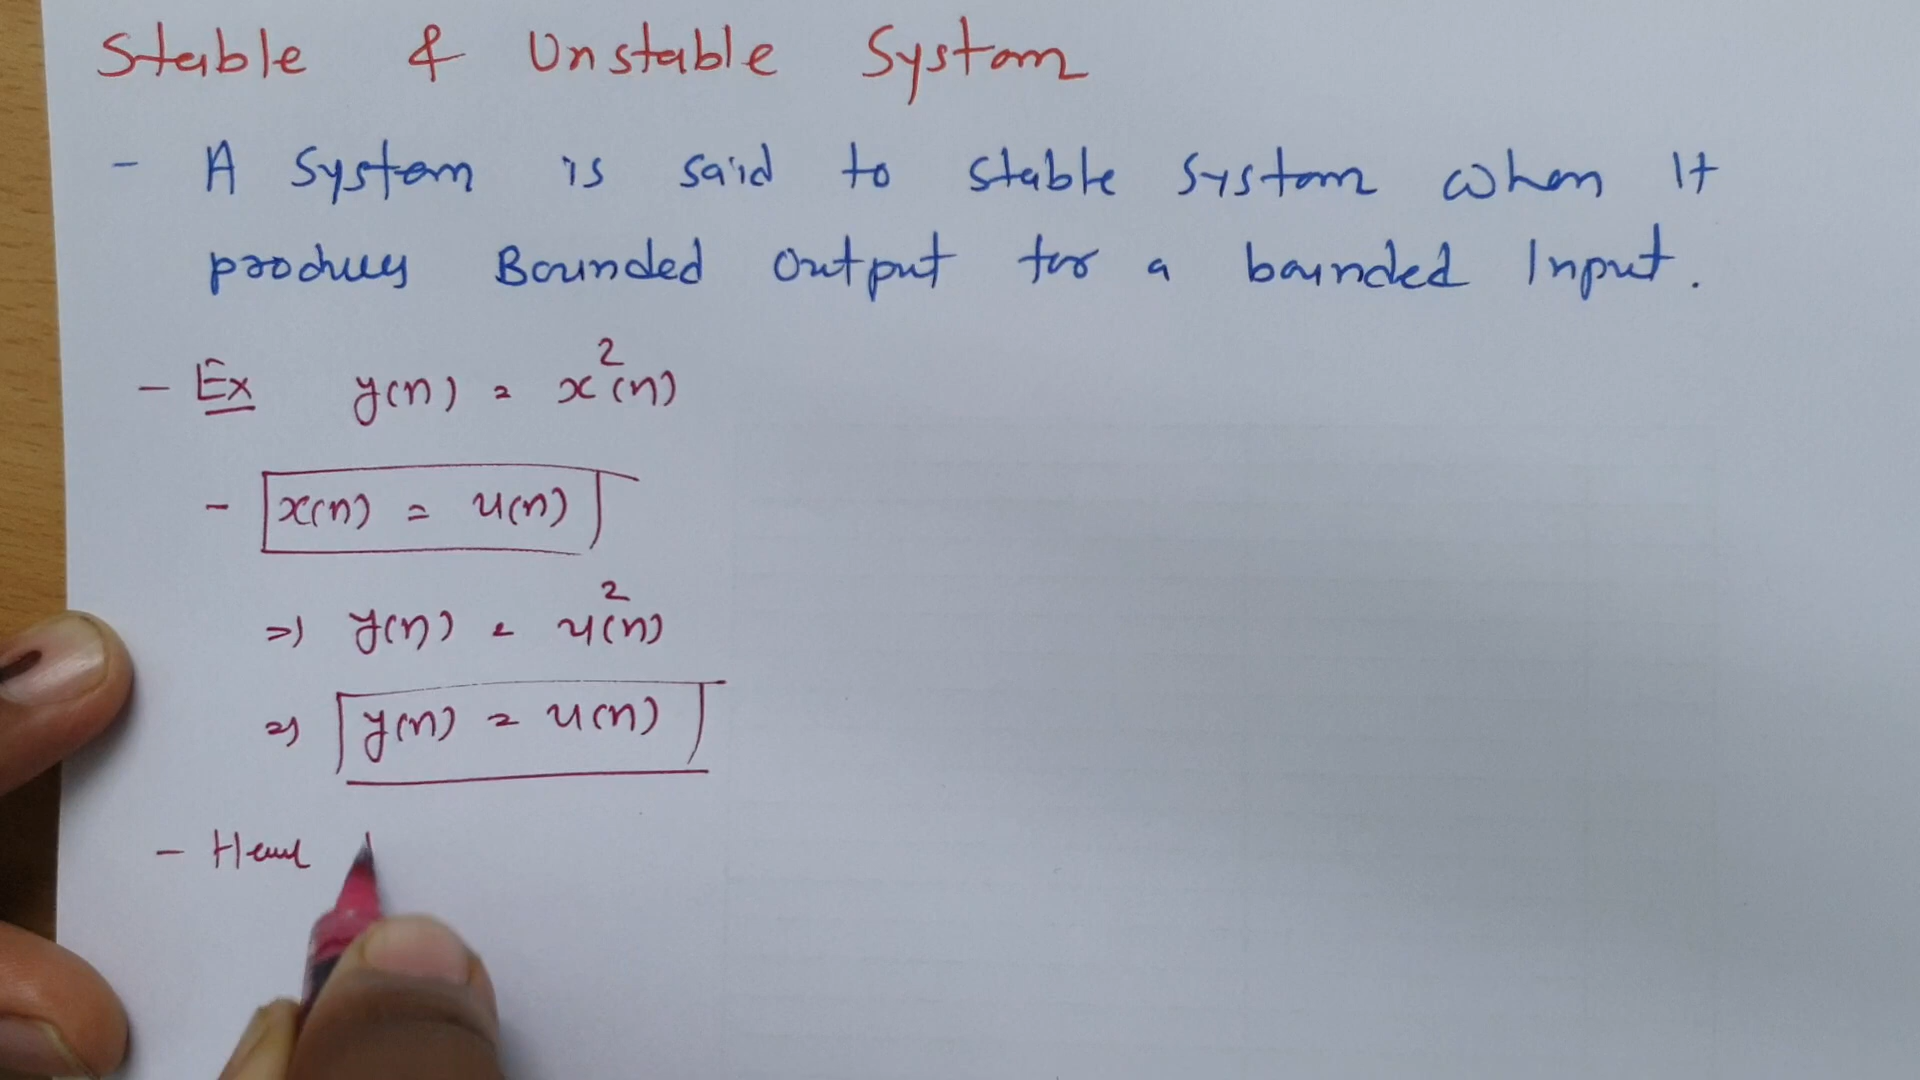 Stable & Unstable System
- A System is said to stable system when It
produces Bounded Output for a bounded Input.
- Ex y(n) = x²(n)
- x(n) = u(n)
=> y(n) = u²(n)
=> y(n) = u(n)
- Hence